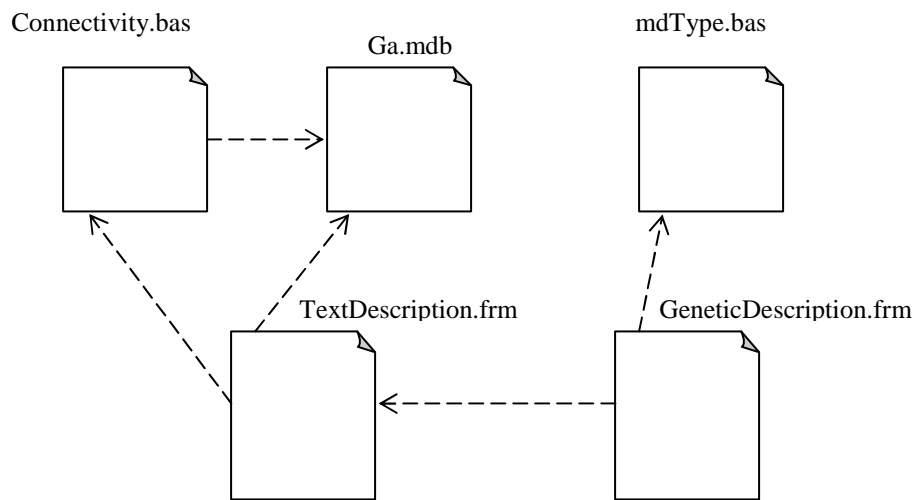 Connectivity.bas
Ga.mdb
mdType.bas
TextDescription.frm
GeneticDescription.frm